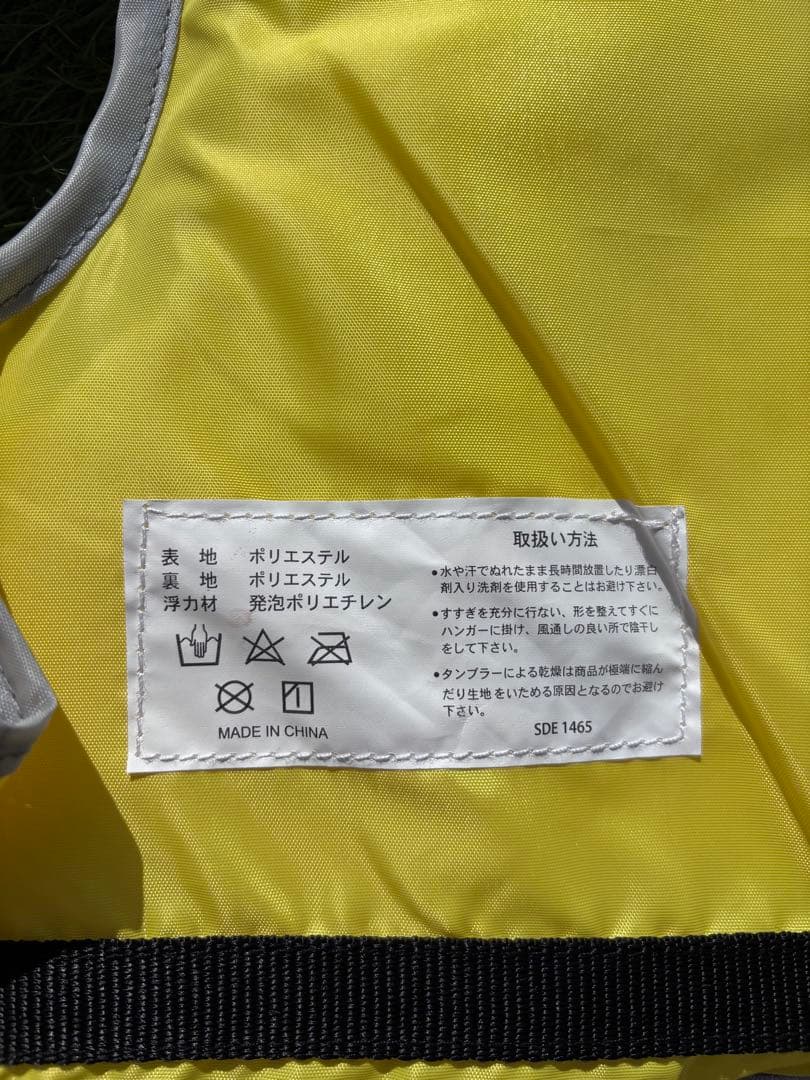 表 地 ポリエステル
裏 地 ポリエステル
浮力材 発泡ポリエチレン
MADE IN CHINA
取扱い方法
●水や汗でぬれたまま長時間放置したり漂白
剤入り洗剤を使用することはお避け下さい。
●すすぎを充分に行ない、形を整えてすぐに
ハンガーに掛け、風通しの良い所で陰干し
をして下さい。
●タンブラーによる乾燥は商品が極端に縮ん
だり生地をいためる原因となるのでお避け
下さい。
SDE 1465